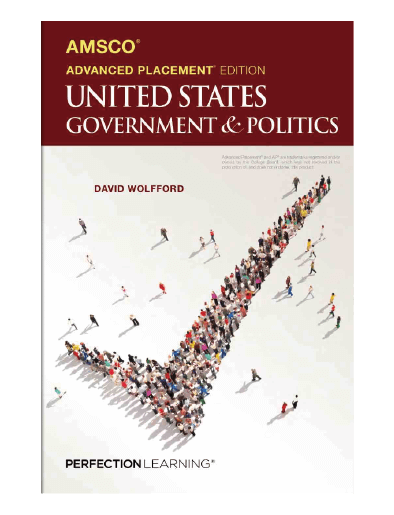 AMSCO®
ADVANCED PLACEMENT® EDITION
UNITED STATES
GOVERNMENT & POLITICS
DAVID WOLFFORD
PERFECTION LEARNING®